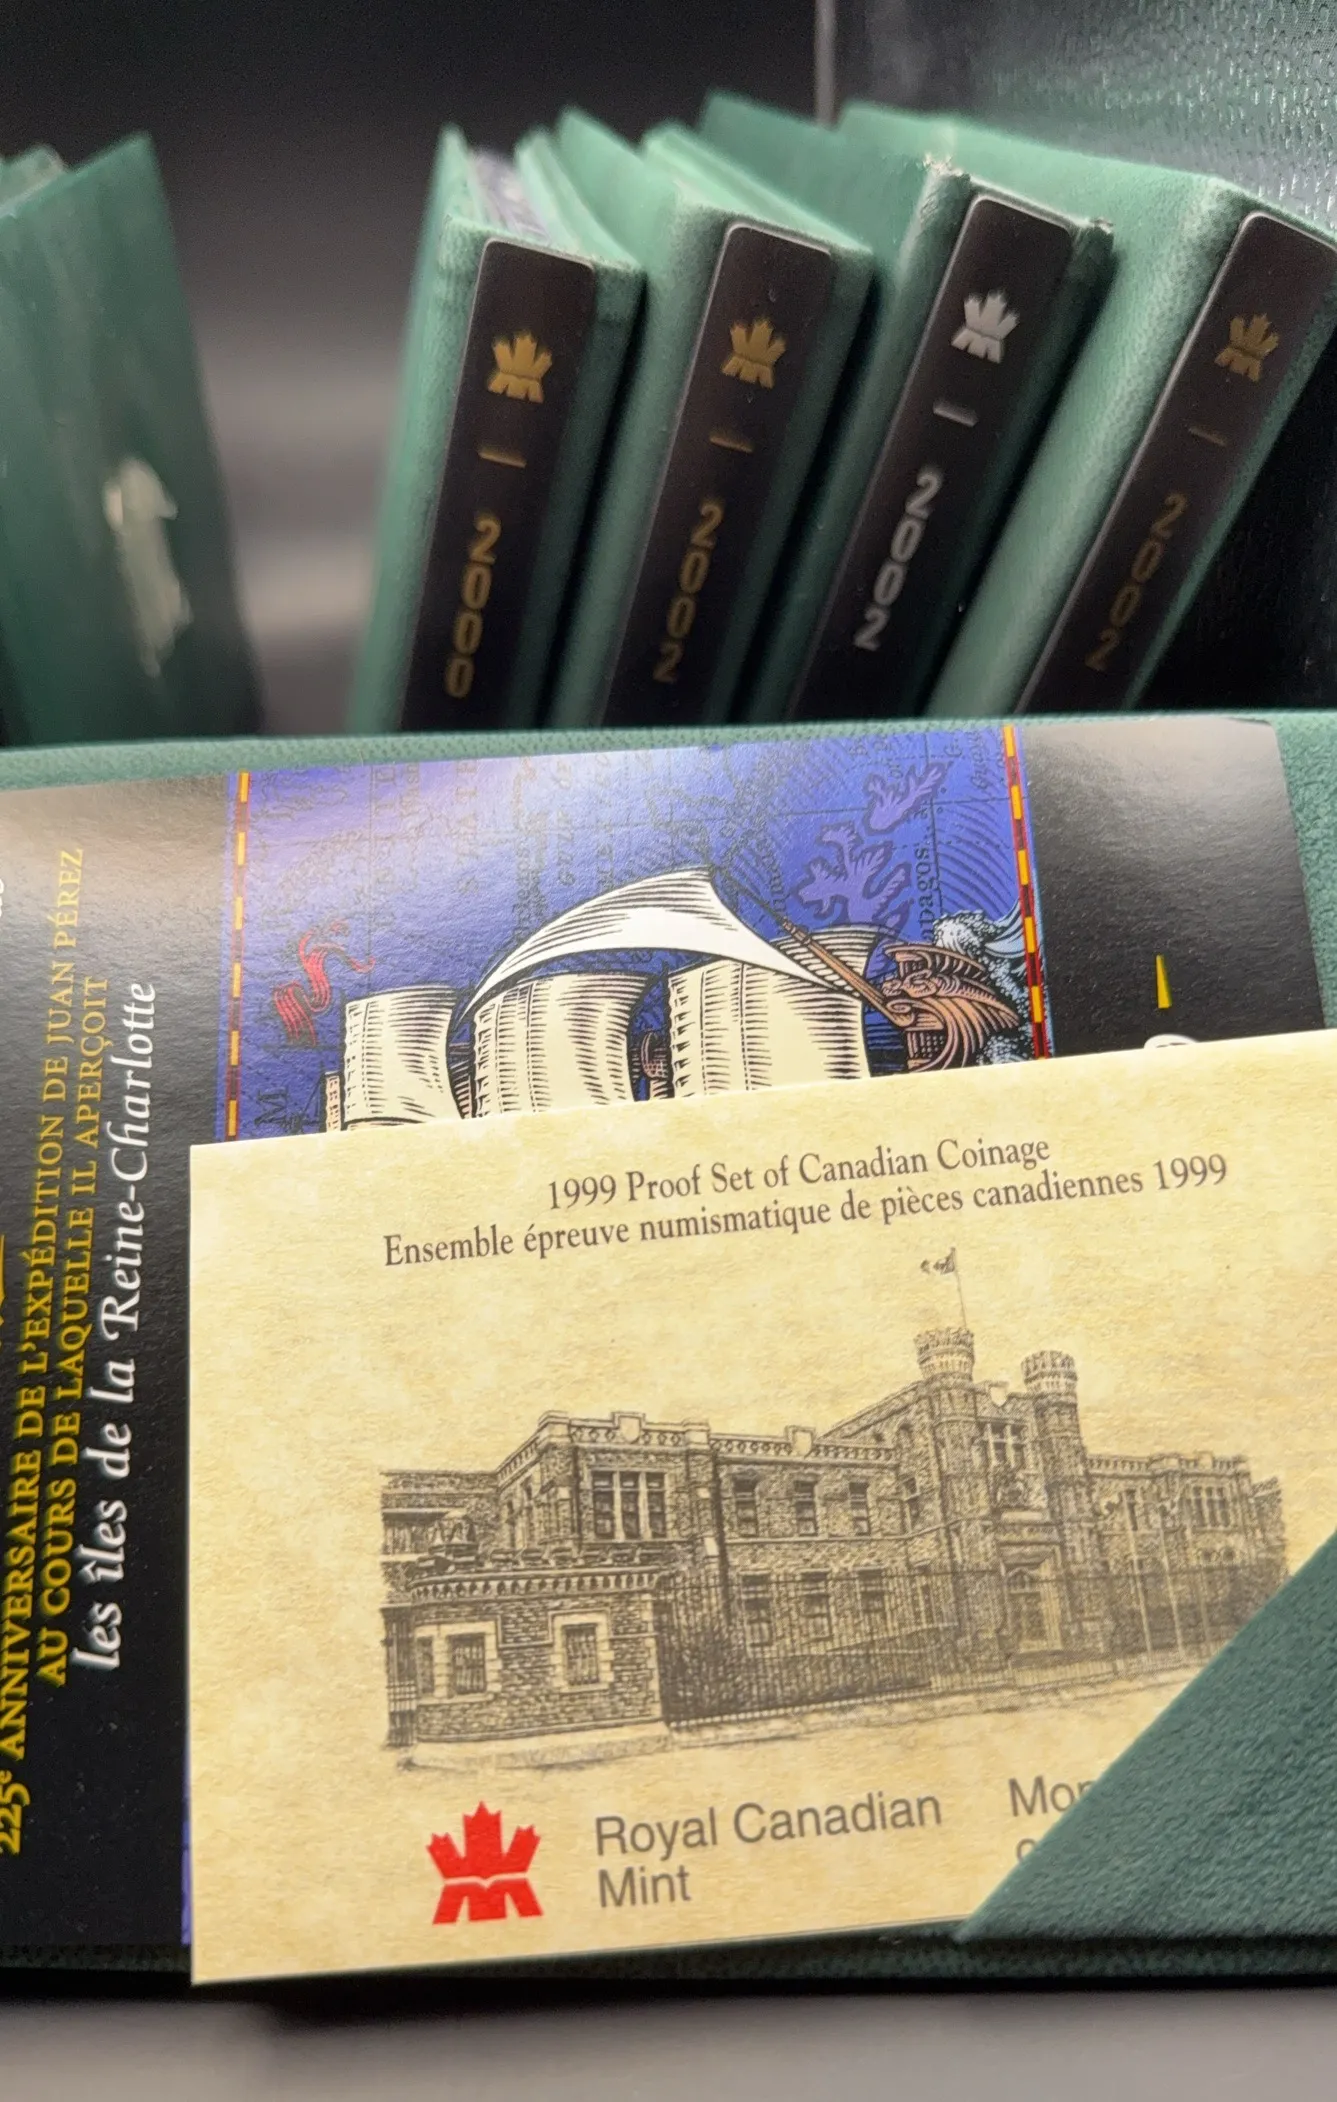 2000
2002
2002
2002
225e ANNIVERSAIRE DE L'EXPÉDITION DE JUAN PÉREZ
AU COURS DE LAQUELLE IL APERÇOIT
les îles de la Reine-Charlotte
1999 Proof Set of Canadian Coinage
Ensemble épreuve numismatique de pièces canadiennes 1999
Royal Canadian
Mint